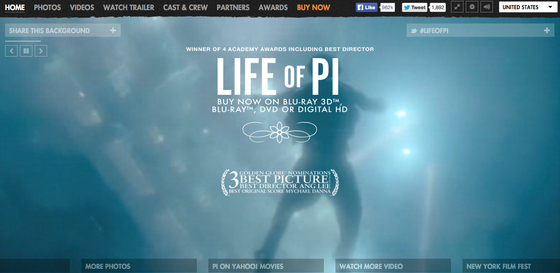 HOME PHOTOS VIDEOS WATCH TRAILER CAST & CREW PARTNERS AWARDS BUY NOW Like 962k Tweet 1,892 UNITED STATES
SHARE THIS BACKGROUND + #LIFEOFPI +
WINNER OF 4 ACADEMY AWARDS INCLUDING BEST DIRECTOR
LIFE OF PI
BUY NOW ON BLU-RAY 3D™,
BLU-RAY™, DVD OR DIGITAL HD
3 GOLDEN GLOBE NOMINATIONS
BEST PICTURE
BEST DIRECTOR ANG LEE
BEST ORIGINAL SCORE MYCHAEL DANNA
MORE PHOTOS PI ON YAHOO! MOVIES WATCH MORE VIDEO NEW YORK FILM FEST